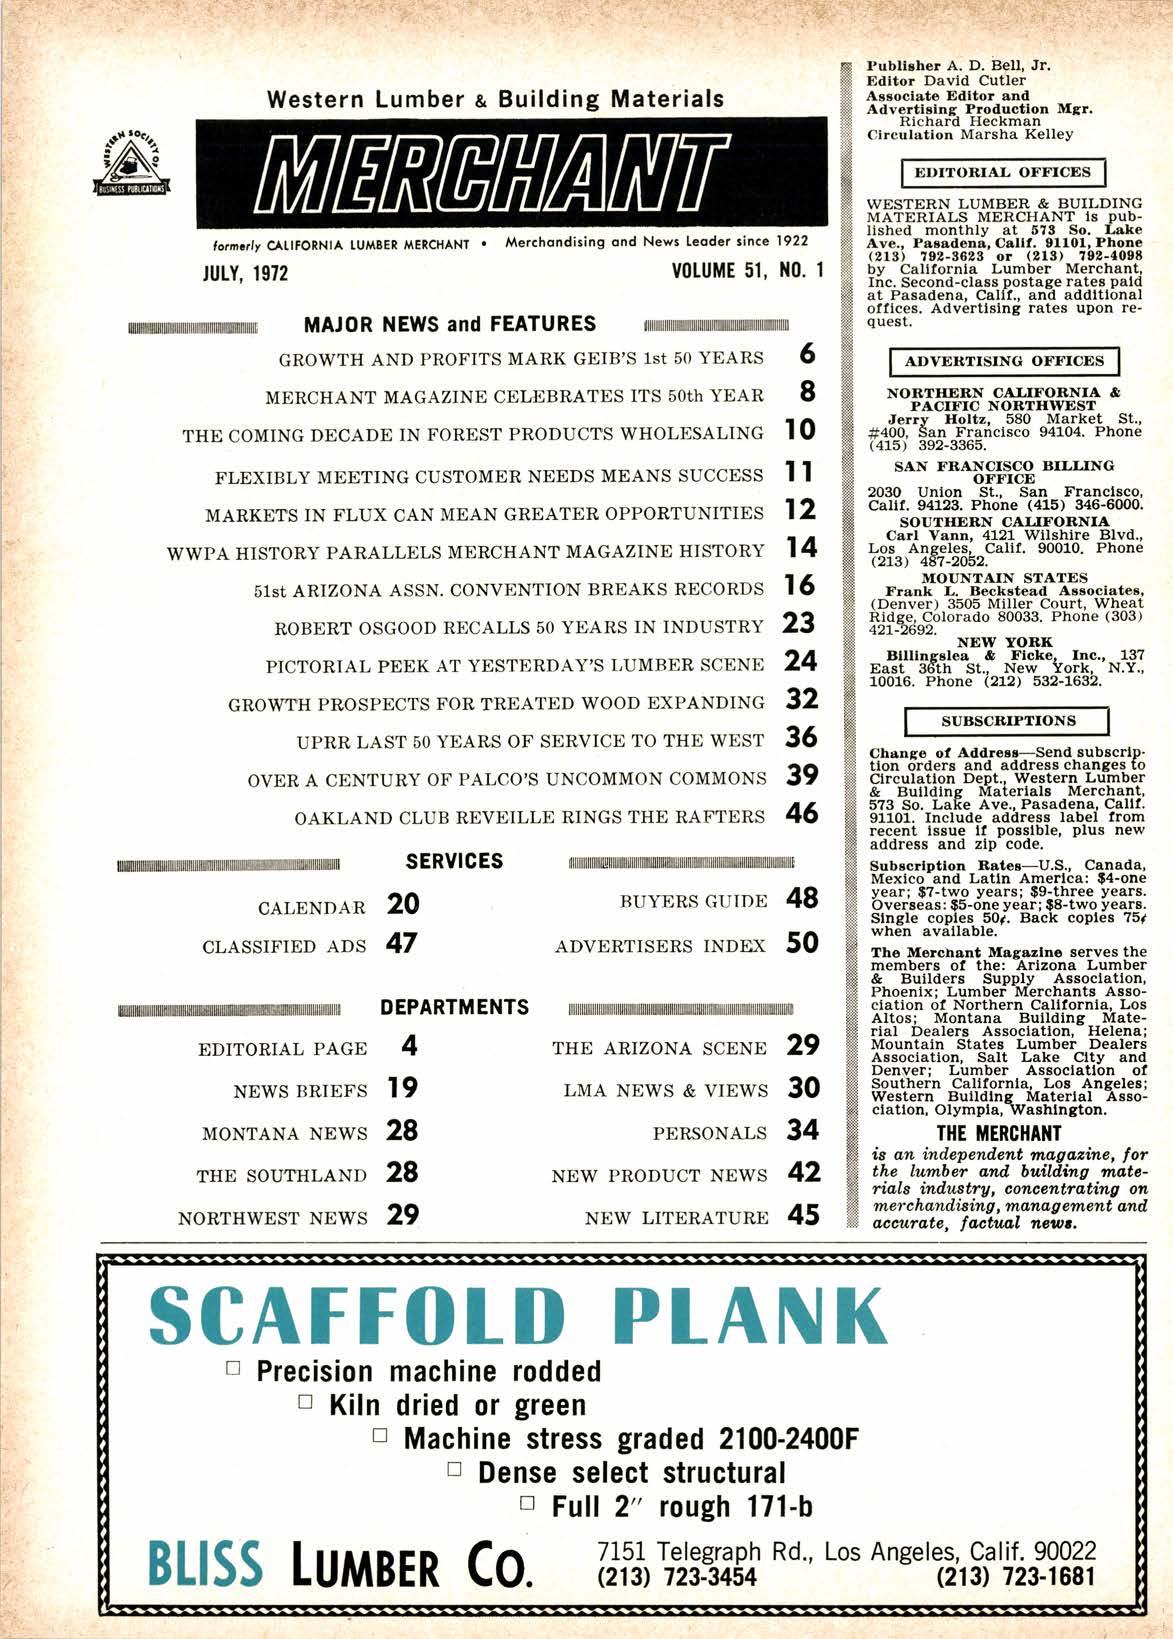 Western Lumber & Building Materials
WESTERN SOCIETY OF
BUSINESS PUBLICATIONS
MERCHANT
formerly CALIFORNIA LUMBER MERCHANT • Merchandising and News Leader since 1922
JULY, 1972 VOLUME 51, NO. 1
MAJOR NEWS and FEATURES
GROWTH AND PROFITS MARK GEIB'S 1st 50 YEARS 6
MERCHANT MAGAZINE CELEBRATES ITS 50th YEAR 8
THE COMING DECADE IN FOREST PRODUCTS WHOLESALING 10
FLEXIBLY MEETING CUSTOMER NEEDS MEANS SUCCESS 11
MARKETS IN FLUX CAN MEAN GREATER OPPORTUNITIES 12
WWPA HISTORY PARALLELS MERCHANT MAGAZINE HISTORY 14
51st ARIZONA ASSN. CONVENTION BREAKS RECORDS 16
ROBERT OSGOOD RECALLS 50 YEARS IN INDUSTRY 23
PICTORIAL PEEK AT YESTERDAY'S LUMBER SCENE 24
GROWTH PROSPECTS FOR TREATED WOOD EXPANDING 32
UPRR LAST 50 YEARS OF SERVICE TO THE WEST 36
OVER A CENTURY OF PALCO'S UNCOMMON COMMONS 39
OAKLAND CLUB REVEILLE RINGS THE RAFTERS 46
SERVICES
CALENDAR 20
CLASSIFIED ADS 47
BUYERS GUIDE 48
ADVERTISERS INDEX 50
DEPARTMENTS
EDITORIAL PAGE 4
NEWS BRIEFS 19
MONTANA NEWS 28
THE SOUTHLAND 28
NORTHWEST NEWS 29
THE ARIZONA SCENE 29
LMA NEWS & VIEWS 30
PERSONALS 34
NEW PRODUCT NEWS 42
NEW LITERATURE 45
Publisher A. D. Bell, Jr.
Editor David Cutler
Associate Editor and
Advertising Production Mgr.
Richard Heckman
Circulation Marsha Kelley
EDITORIAL OFFICES
WESTERN LUMBER & BUILDING
MATERIALS MERCHANT is pub-
lished monthly at 573 So. Lake
Ave., Pasadena, Calif. 91101, Phone
(213) 792-3623 or (213) 792-4098
by California Lumber Merchant,
Inc. Second-class postage rates paid
at Pasadena, Calif., and additional
offices. Advertising rates upon re-
quest.
ADVERTISING OFFICES
NORTHERN CALIFORNIA &
PACIFIC NORTHWEST
Jerry Holtz, 580 Market St.,
#400, San Francisco 94104. Phone
(415) 392-3365.
SAN FRANCISCO BILLING
OFFICE
2030 Union St., San Francisco,
Calif. 94123. Phone (415) 346-6000.
SOUTHERN CALIFORNIA
Carl Vann, 4121 Wilshire Blvd.,
Los Angeles, Calif. 90010. Phone
(213) 487-2052.
MOUNTAIN STATES
Frank L. Beckstead Associates,
(Denver) 3505 Miller Court, Wheat
Ridge, Colorado 80033. Phone (303)
421-2692.
NEW YORK
Billingslea & Ficke, Inc., 137
East 36th St., New York, N.Y.,
10016. Phone (212) 532-1632.
SUBSCRIPTIONS
Change of Address—Send subscrip-
tion orders and address changes to
Circulation Dept., Western Lumber
& Building Materials Merchant,
573 So. Lake Ave., Pasadena, Calif.
91101. Include address label from
recent issue if possible, plus new
address and zip code.
Subscription Rates—U.S., Canada,
Mexico and Latin America: $4-one
year; $7-two years; $9-three years.
Overseas: $5-one year; $8-two years.
Single copies 50¢. Back copies 75¢
when available.
The Merchant Magazine serves the
members of the: Arizona Lumber
& Builders Supply Association,
Phoenix; Lumber Merchants Asso-
ciation of Northern California, Los
Altos; Montana Building Mate-
rial Dealers Association, Helena;
Mountain States Lumber Dealers
Association, Salt Lake City and
Denver; Lumber Association of
Southern California, Los Angeles;
Western Building Material Asso-
ciation, Olympia, Washington.
THE MERCHANT
is an independent magazine, for
the lumber and building mate-
rials industry, concentrating on
merchandising, management and
accurate, factual news.
SCAFFOLD PLANK
□ Precision machine rodded
□ Kiln dried or green
□ Machine stress graded 2100-2400F
□ Dense select structural
□ Full 2″ rough 171-b
BLISS LUMBER CO.
7151 Telegraph Rd., Los Angeles, Calif. 90022
(213) 723-3454 (213) 723-1681